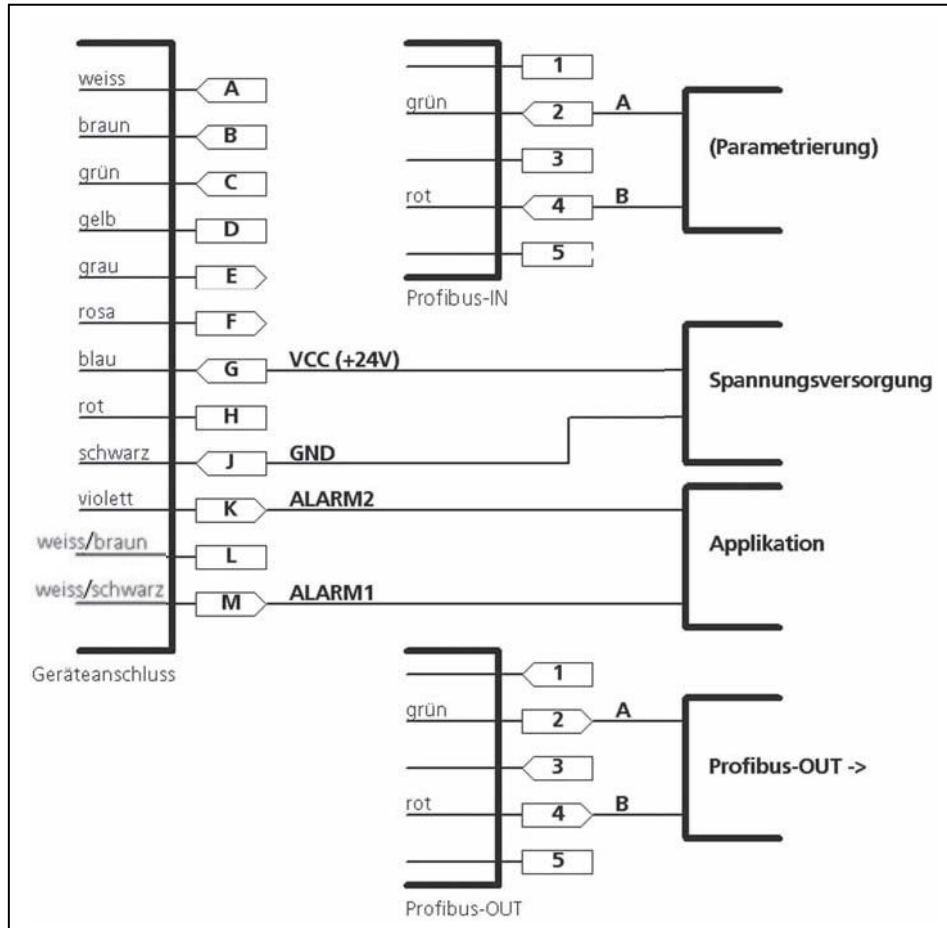 weiss
A
braun
B
grün
C
gelb
D
grau
E
rosa
F
blau
G
VCC (+24V)
rot
H
schwarz
J
GND
violett
K
ALARM2
weiss/braun
L
weiss/schwarz
M
ALARM1
Geräteanschluss
1
grün
2
A
3
rot
4
B
5
Profibus-IN
(Parametrierung)
Spannungsversorgung
Applikation
1
grün
2
A
3
rot
4
B
5
Profibus-OUT
Profibus-OUT ->